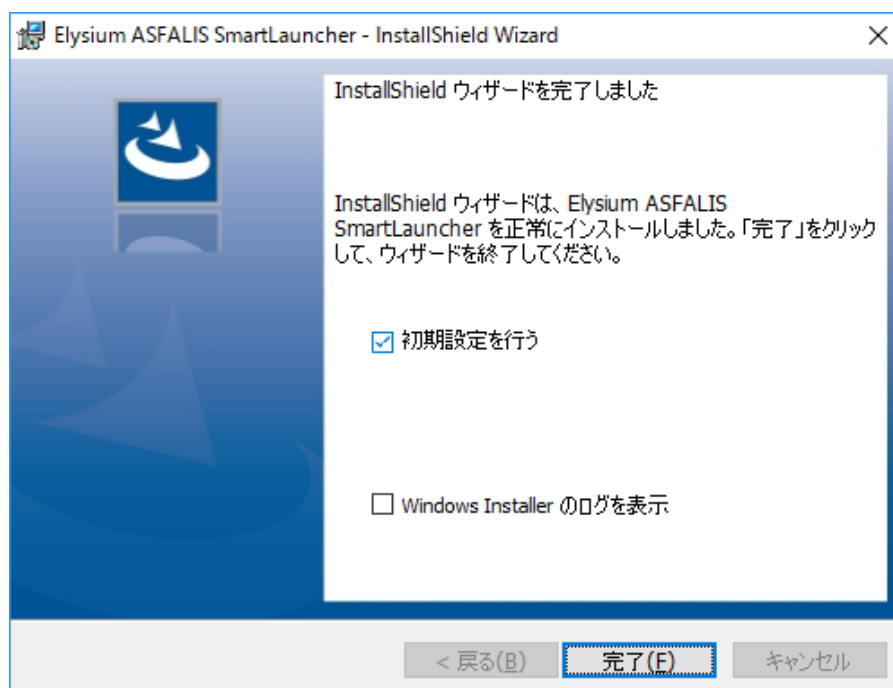 Elysium ASFALIS SmartLauncher - InstallShield Wizard
InstallShield ウィザードを完了しました
InstallShield ウィザードは、Elysium ASFALIS
SmartLauncher を正常にインストールしました。「完了」をクリック
して、ウィザードを終了してください。
初期設定を行う
Windows Installer のログを表示
< 戻る(B)
完了(F)
キャンセル